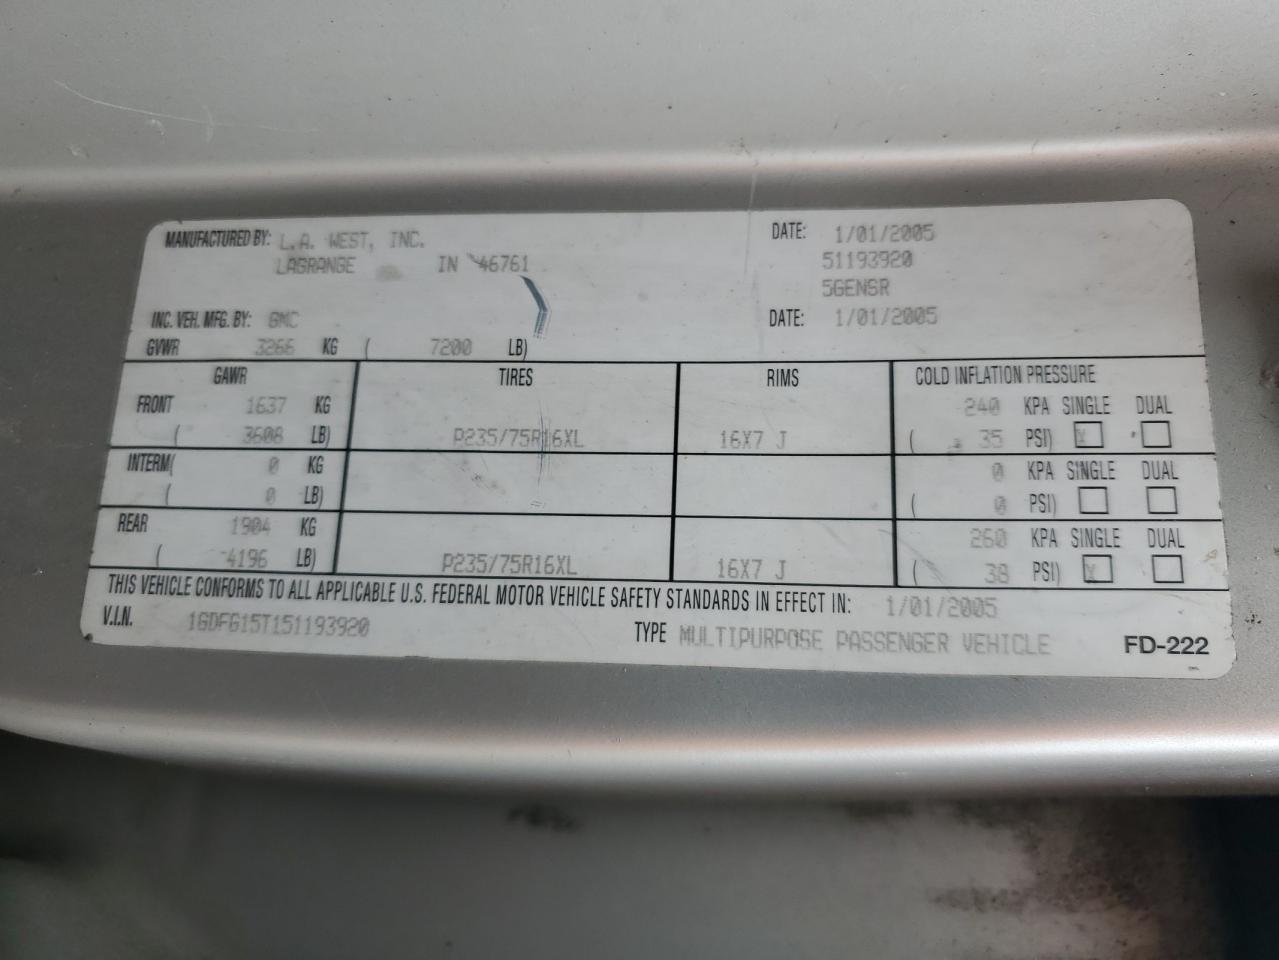 MANUFACTURED BY: L.A. WEST, INC. DATE: 1/01/2005
LAGRANGE IN 46761 51193920
5GENSR
INC. VEH. MFG. BY: GMC DATE: 1/01/2005
GVWR 3266 KG ( 7200 LB)
GAWR TIRES RIMS COLD INFLATION PRESSURE
FRONT 1637 KG 240 KPA SINGLE DUAL
( 3608 LB) P235/75R16XL 16X7 J ( 35 PSI) X
INTERM( 0 KG 0 KPA SINGLE DUAL
( 0 LB) ( 0 PSI)
REAR 1904 KG 260 KPA SINGLE DUAL
( 4196 LB) P235/75R16XL 16X7 J ( 38 PSI) X
THIS VEHICLE CONFORMS TO ALL APPLICABLE U.S. FEDERAL MOTOR VEHICLE SAFETY STANDARDS IN EFFECT IN: 1/01/2005
V.I.N. 1GDFG15T151193920 TYPE MULTIPURPOSE PASSENGER VEHICLE FD-222